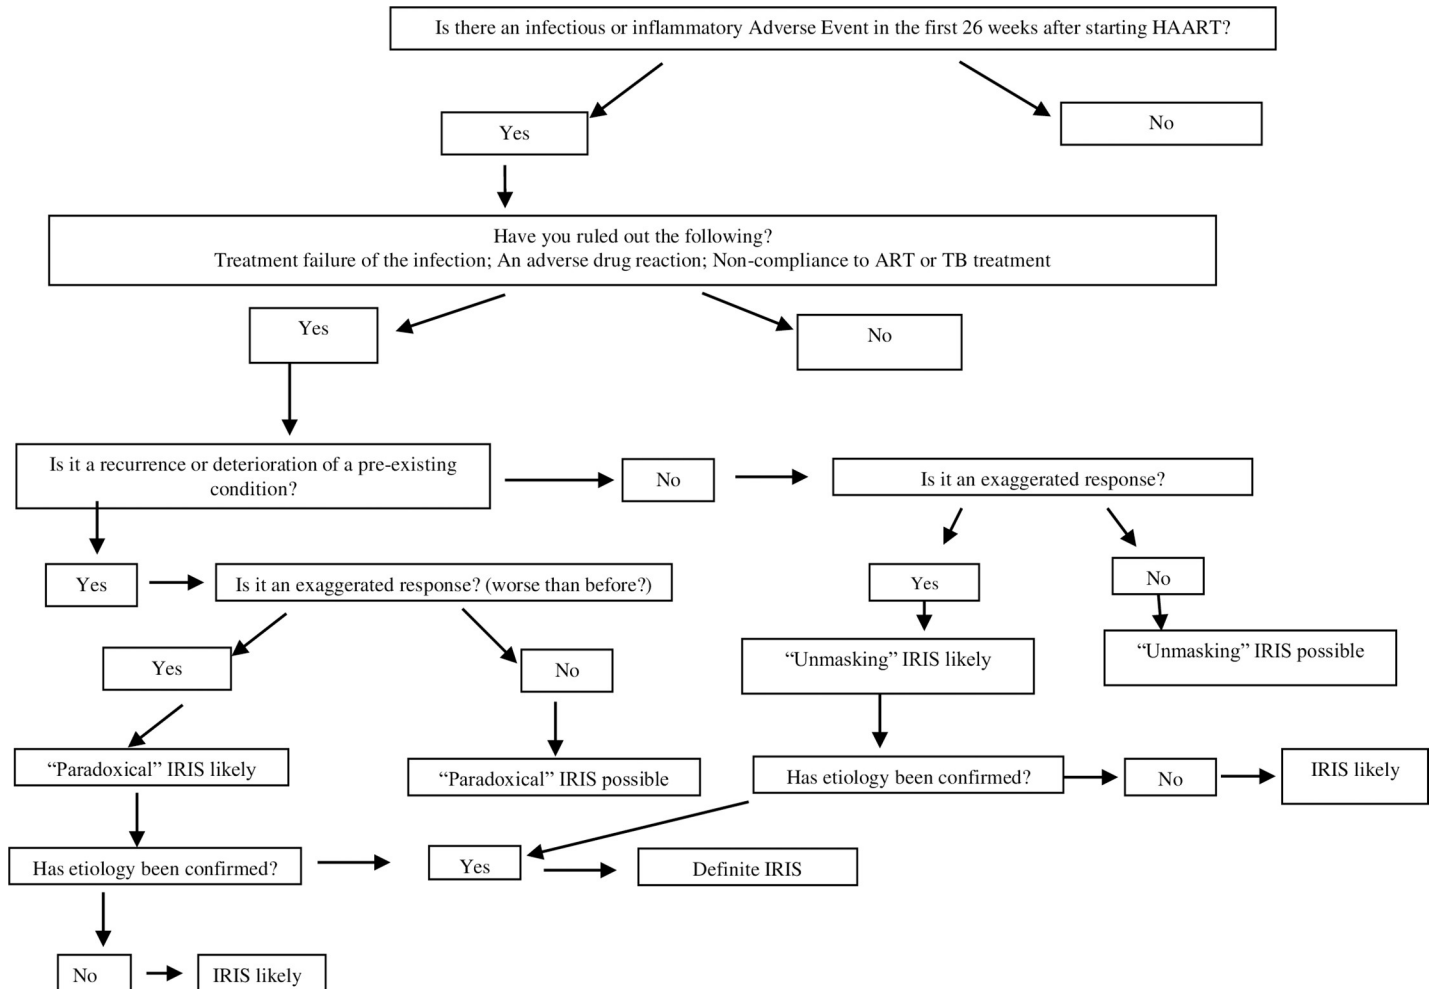 Is there an infectious or inflammatory Adverse Event in the first 26 weeks after starting HAART?
Yes
No
Have you ruled out the following?
Treatment failure of the infection; An adverse drug reaction; Non-compliance to ART or TB treatment
Yes
No
Is it a recurrence or deterioration of a pre-existing
condition?
No
Is it an exaggerated response?
Yes
Is it an exaggerated response? (worse than before?)
Yes
No
Yes
No
“Unmasking” IRIS likely
“Unmasking” IRIS possible
“Paradoxical” IRIS likely
“Paradoxical” IRIS possible
Has etiology been confirmed?
No
IRIS likely
Has etiology been confirmed?
Yes
Definite IRIS
No
IRIS likely